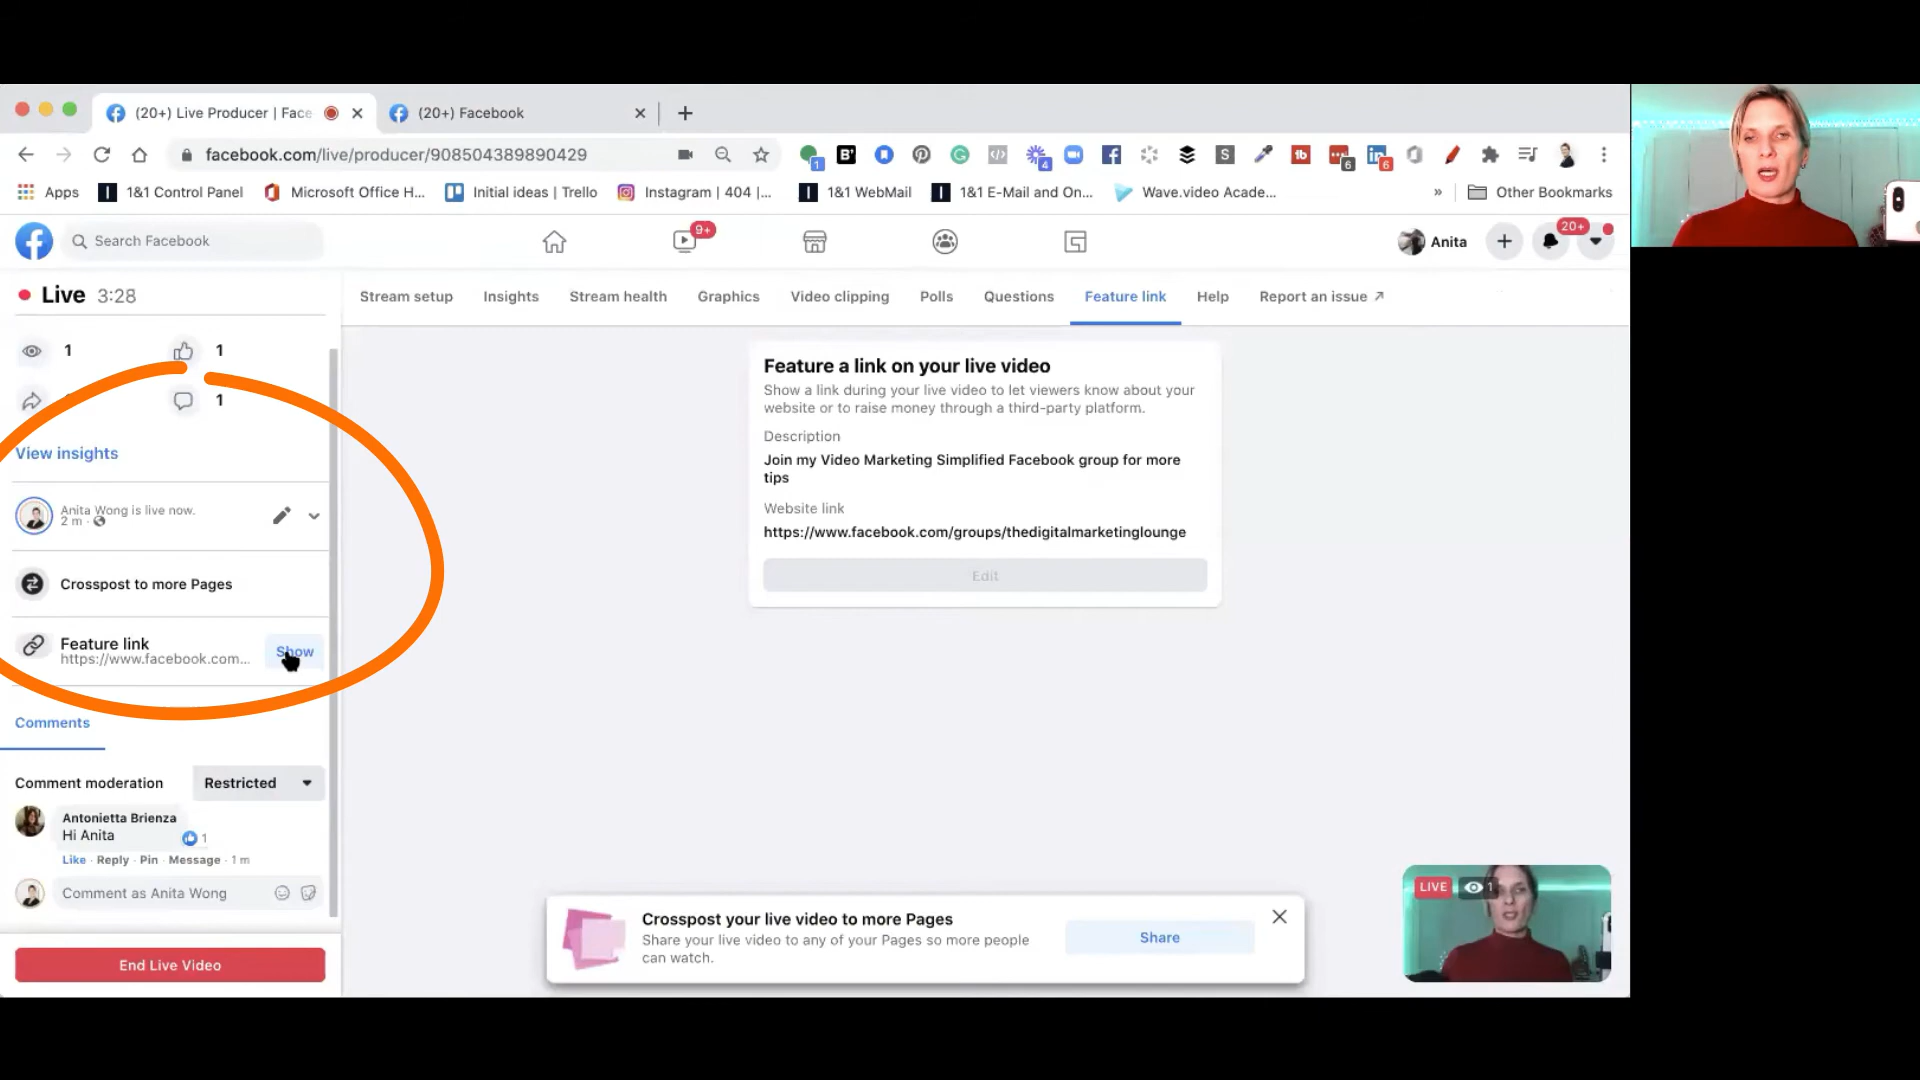 (20+) Live Producer | Face
(20+) Facebook
facebook.com/live/producer/908504389890429
1
B+
4
S
tb
6
6
Apps
1&1 Control Panel
Microsoft Office H...
Initial ideas | Trello
Instagram | 404 |...
1&1 WebMail
1&1 E-Mail and On...
Wave.video Acade...
»
Other Bookmarks
Search Facebook
9+
Anita
20+
Live 3:28
Stream setup
Insights
Stream health
Graphics
Video clipping
Polls
Questions
Feature link
Help
Report an issue
1
1
1
View insights
Anita Wong is live now.
2 m ·
Crosspost to more Pages
Feature link
https://www.facebook.com...
Show
Comments
Comment moderation
Restricted
Antonietta Brienza
Hi Anita
1
Like · Reply · Pin · Message · 1 m
Comment as Anita Wong
End Live Video
Feature a link on your live video
Show a link during your live video to let viewers know about your
website or to raise money through a third-party platform.
Description
Join my Video Marketing Simplified Facebook group for more
tips
Website link
https://www.facebook.com/groups/thedigitalmarketinglounge
Edit
Crosspost your live video to more Pages
Share your live video to any of your Pages so more people
can watch.
Share
LIVE
1